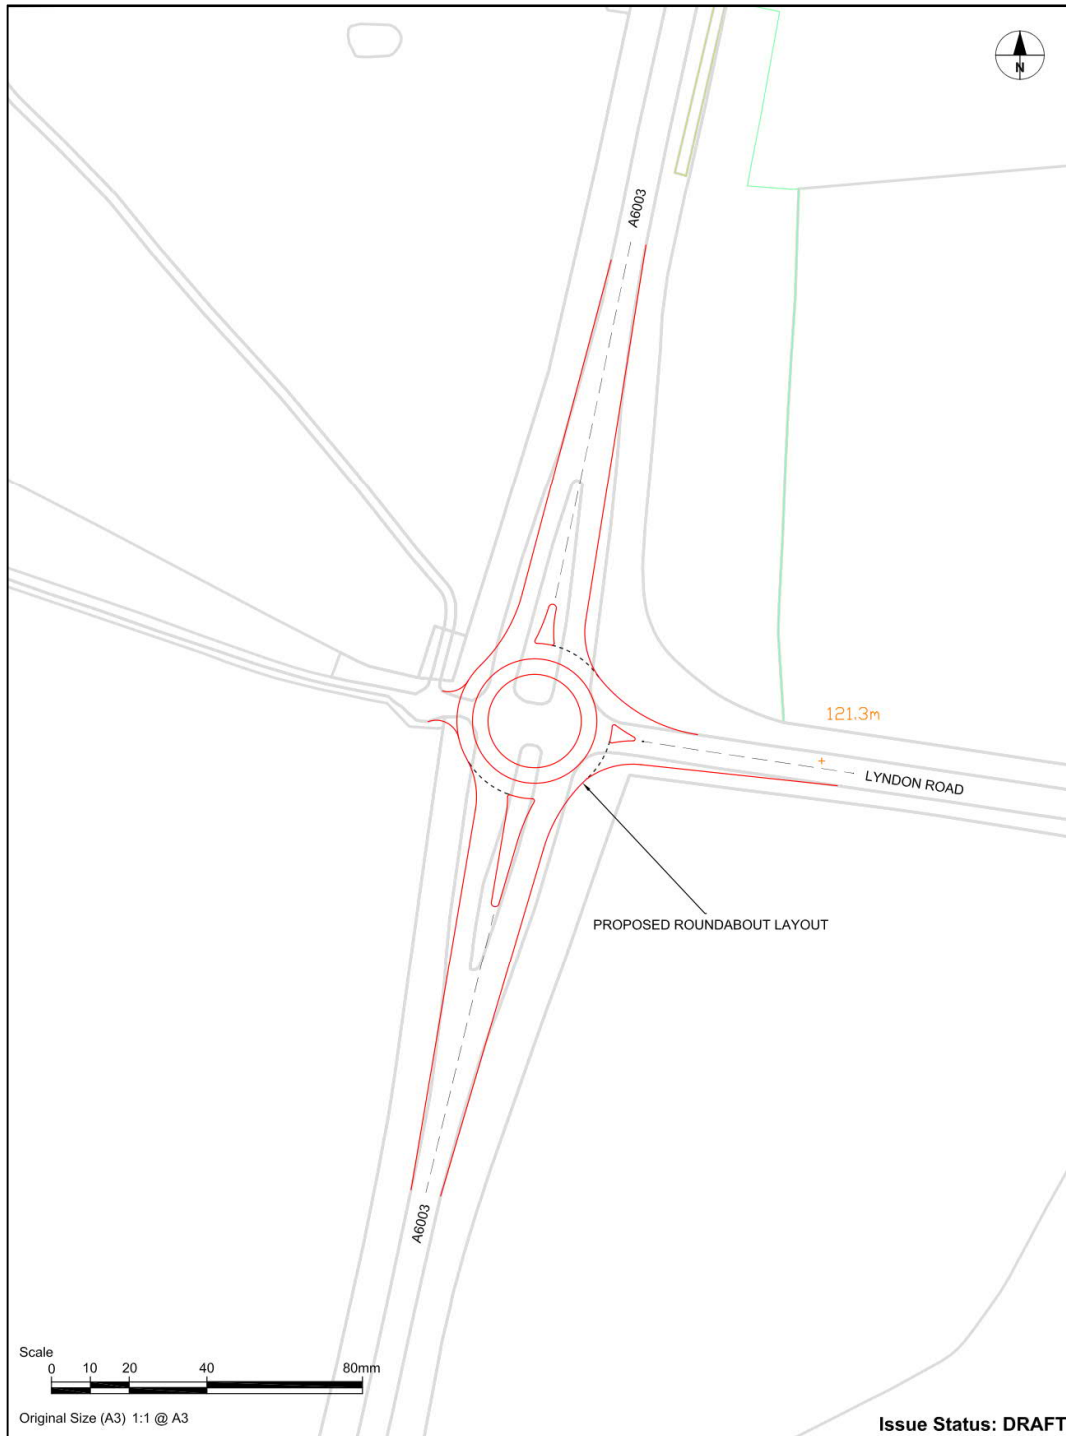 N
A6003
121.3m
LYNDON ROAD
PROPOSED ROUNDABOUT LAYOUT
A6003
Scale
0 10 20 40 80mm
Original Size (A3) 1:1 @ A3
Issue Status: DRAFT